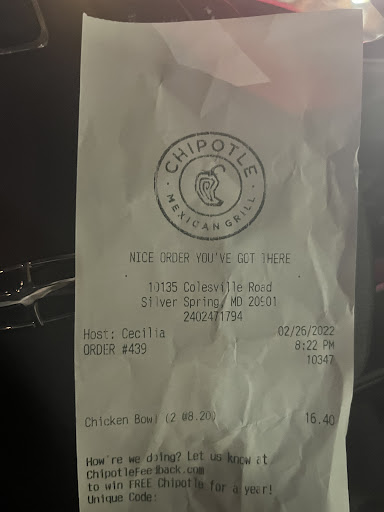 CHIPOTLE
MEXICAN GRILL
NICE ORDER YOU'VE GOT THERE
10135 Colesville Road
Silver Spring, MD 20901
2402471794
Host: Cecilia 02/26/2022
ORDER #439 8:22 PM
10347
Chicken Bowl (2 @8.20) 16.40
How're we doing? Let us know at
ChipotleFeedback.com
to win FREE Chipotle for a year!
Unique Code: